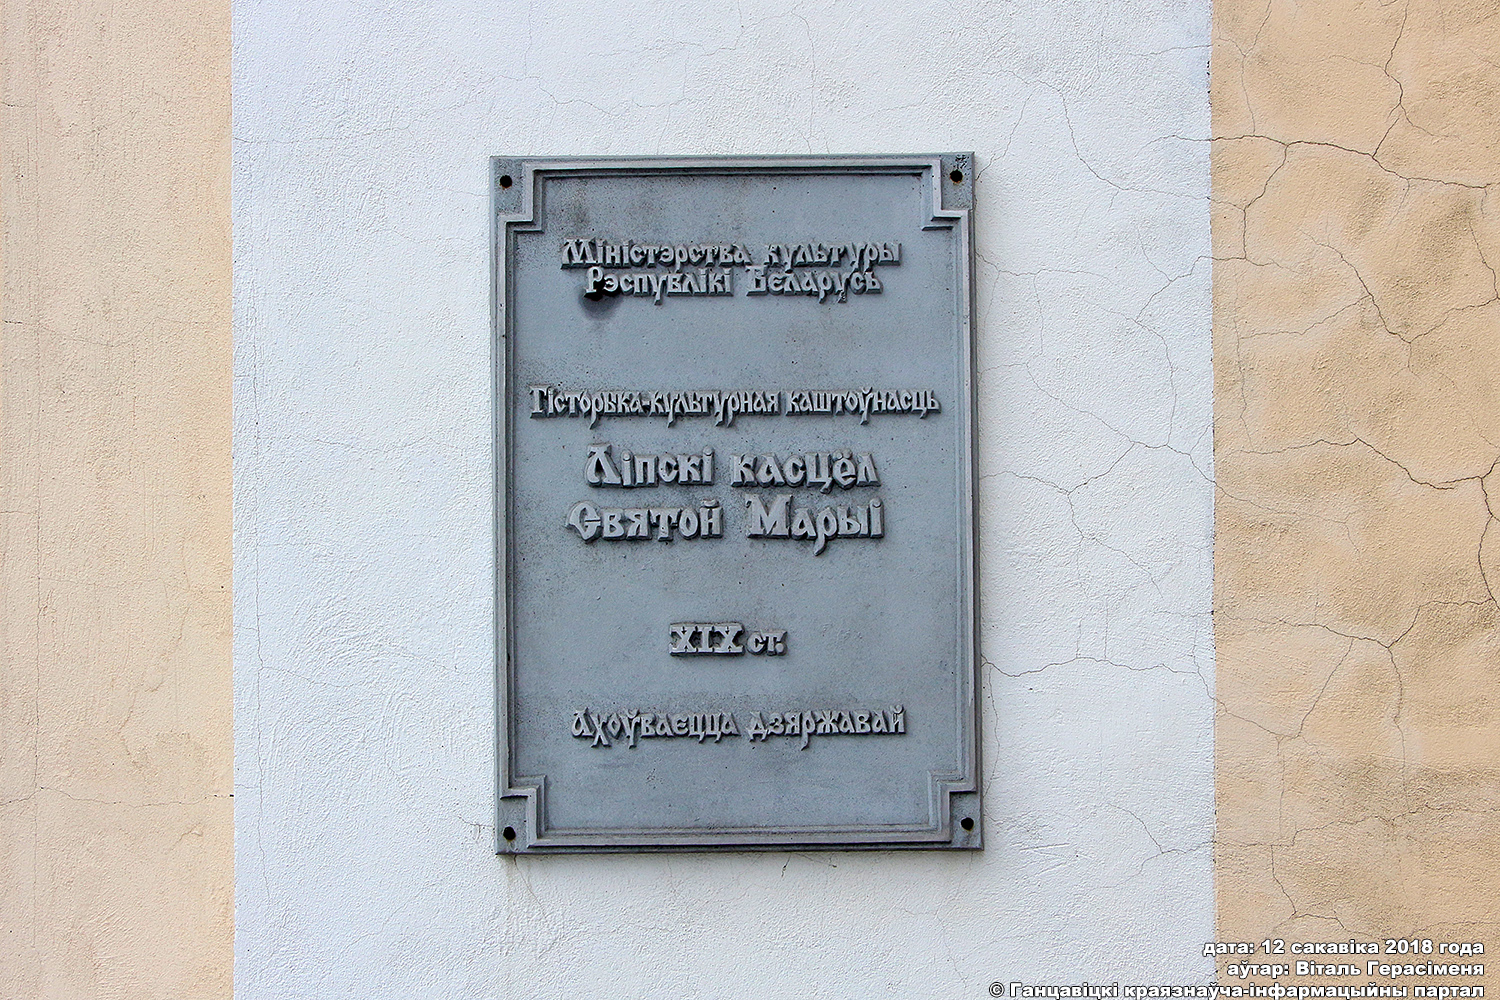 Міністэрства культуры
Рэспублікі Беларусь
Гісторыка-культурная каштоўнасць
Ліпскі касцёл
Святой Марыі
XIX ст.
Ахоўваецца дзяржавай
дата: 12 сакавіка 2018 года
аўтар: Віталь Герасіменя
© Ганцавіцкі краязнаўча-інфармацыйны партал